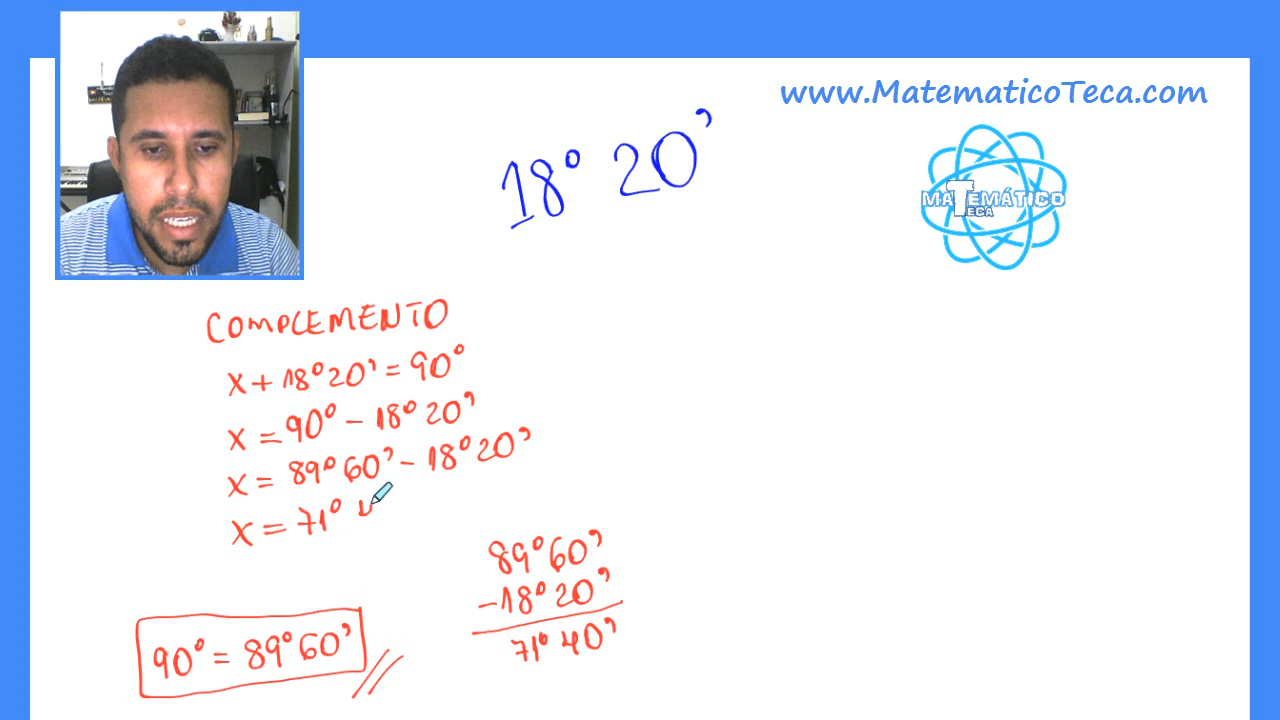 www.MatematicoTeca.com
18° 20'
MATEMÁTICO
TECA
COMPLEMENTO
x + 18° 20' = 90°
x = 90° - 18° 20'
x = 89° 60' - 18° 20'
x = 71°
89° 60'
- 18° 20'
71° 40'
90° = 89° 60'